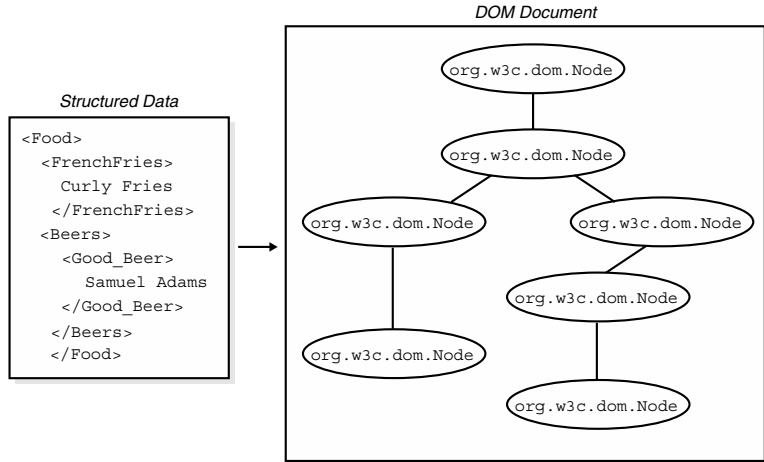 DOM Document
Structured Data
<Food>
<FrenchFries>
Curly Fries
</FrenchFries>
<Beers>
<Good_Beer>
Samuel Adams
</Good_Beer>
</Beers>
</Food>
org.w3c.dom.Node
org.w3c.dom.Node
org.w3c.dom.Node
org.w3c.dom.Node
org.w3c.dom.Node
org.w3c.dom.Node
org.w3c.dom.Node